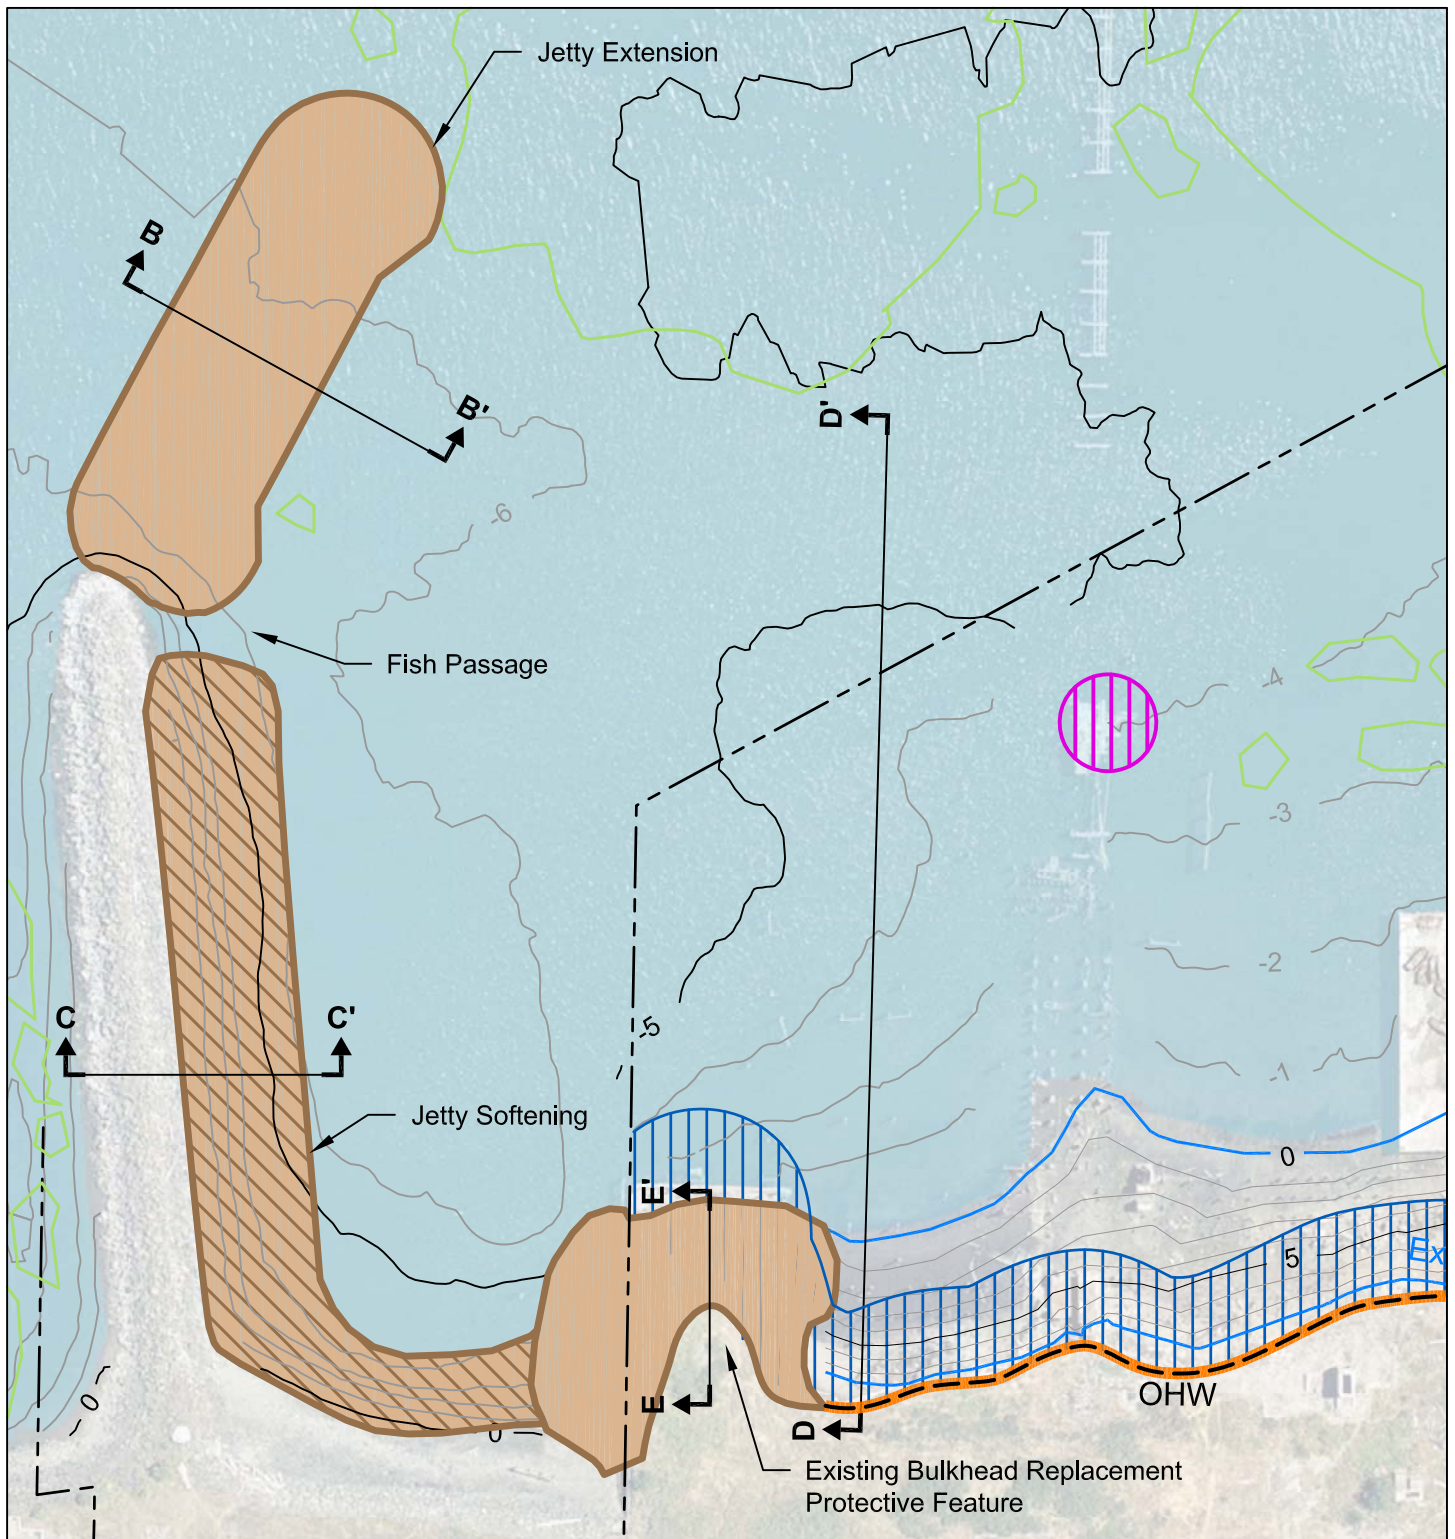 Jetty Extension
B
B'
D'
-6
Fish Passage
-4
-3
-2
-5
C
C'
-1
Jetty Softening
0
E'
5
Ex
0
E
OHW
D
0
Existing Bulkhead Replacement
Protective Feature